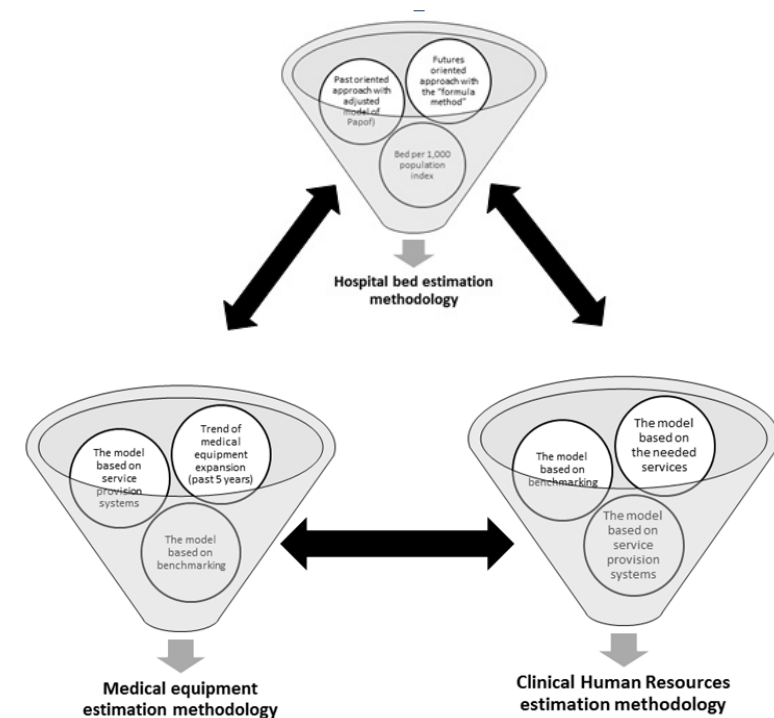 Past oriented
approach with
adjusted
model of
Papof)
Futures
oriented
approach with
the "formula
method"
Bed per 1,000
population
index
Hospital bed estimation
methodology
The model
based on
service
provision
systems
Trend of
medical
equipment
expansion
(past 5 years)
The model
based on
benchmarking
Medical equipment
estimation methodology
The model
based on
benchmarking
The model
based on
the needed
services
The model
based on
service
provision
systems
Clinical Human Resources
estimation methodology